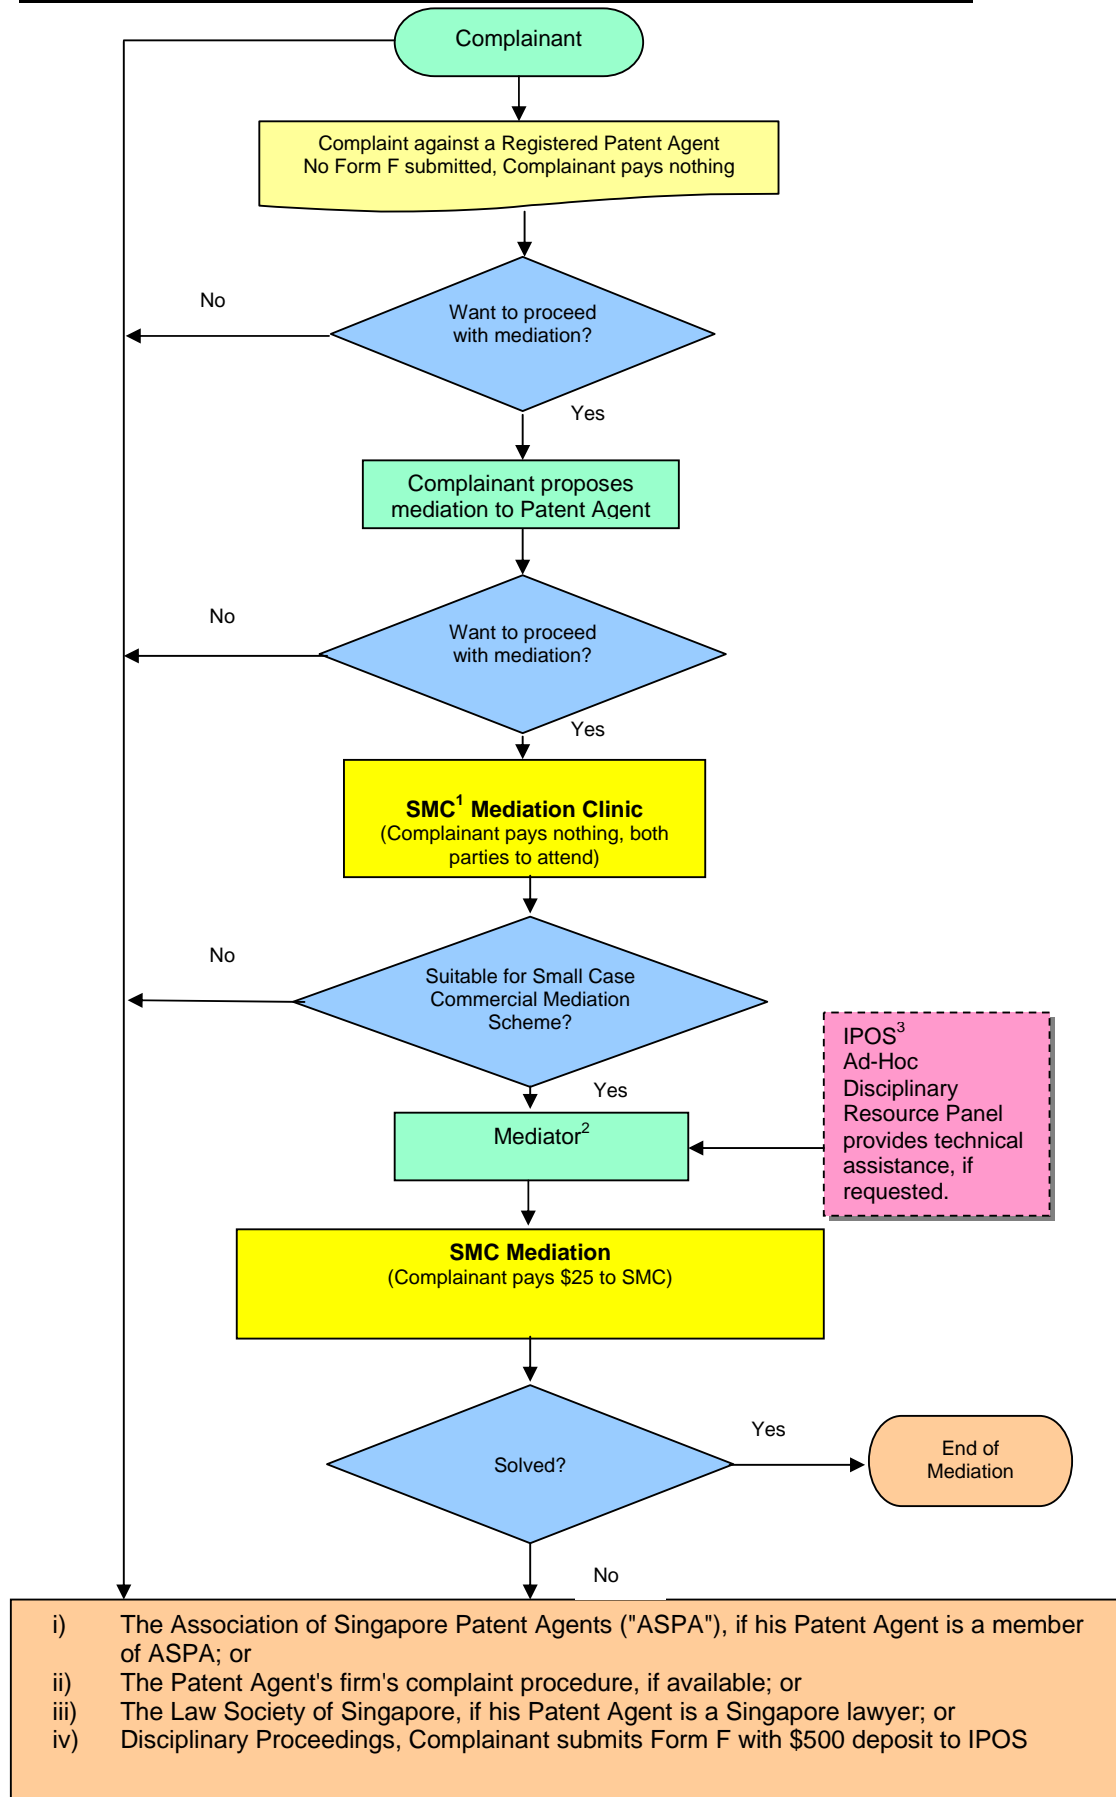 Complainant
Complaint against a Registered Patent Agent
No Form F submitted, Complainant pays nothing
Want to proceed
with mediation?
No
Yes
Complainant proposes
mediation to Patent Agent
Want to proceed
with mediation?
No
Yes
SMC¹ Mediation Clinic
(Complainant pays nothing, both
parties to attend)
Suitable for Small Case
Commercial Mediation
Scheme?
No
Yes
IPOS³
Ad-Hoc
Disciplinary
Resource Panel
provides technical
assistance, if
requested.
Mediator²
SMC Mediation
(Complainant pays $25 to SMC)
Solved?
Yes
End of
Mediation
No
i) The Association of Singapore Patent Agents ("ASPA"), if his Patent Agent is a member
of ASPA; or
ii) The Patent Agent's firm's complaint procedure, if available; or
iii) The Law Society of Singapore, if his Patent Agent is a Singapore lawyer; or
iv) Disciplinary Proceedings, Complainant submits Form F with $500 deposit to IPOS